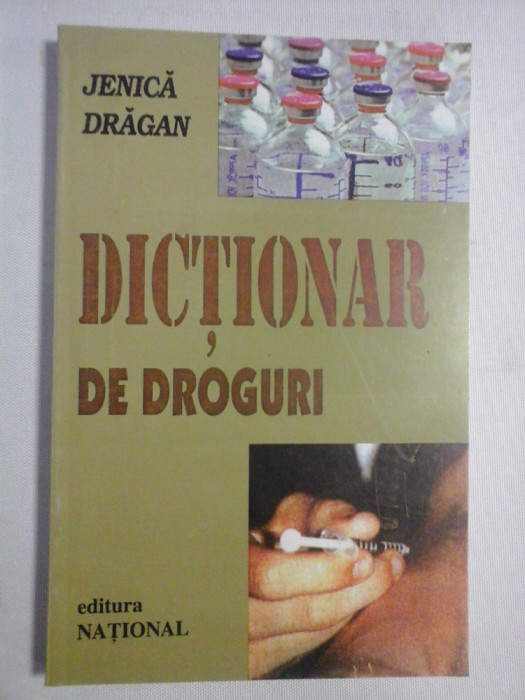 JENICĂ
DRĂGAN
DICȚIONAR
DE DROGURI
editura
NAȚIONAL